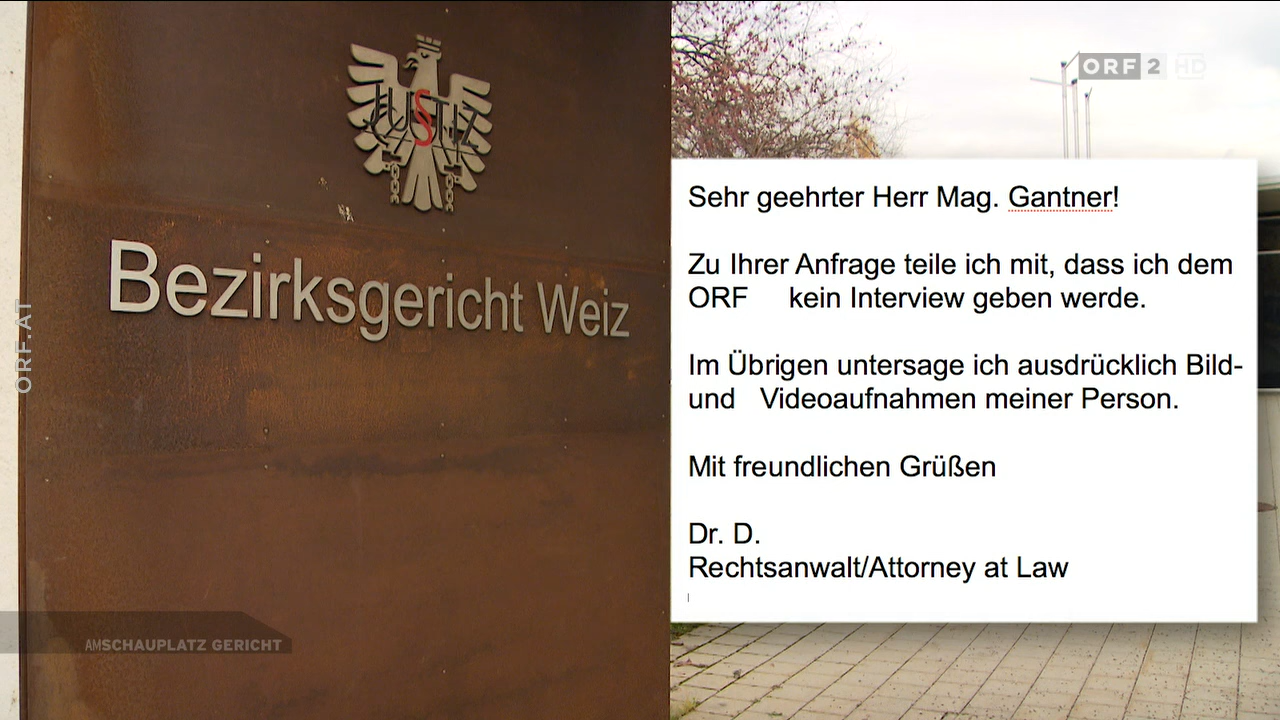 JUSTIZ
§
Bezirksgericht Weiz
ORF 2 HD
Sehr geehrter Herr Mag. Gantner!
Zu Ihrer Anfrage teile ich mit, dass ich dem
ORF kein Interview geben werde.
Im Übrigen untersage ich ausdrücklich Bild-
und Videoaufnahmen meiner Person.
Mit freundlichen Grüßen
Dr. D.
Rechtsanwalt/Attorney at Law
ORF.AT
AMSCHAUPLATZ GERICHT